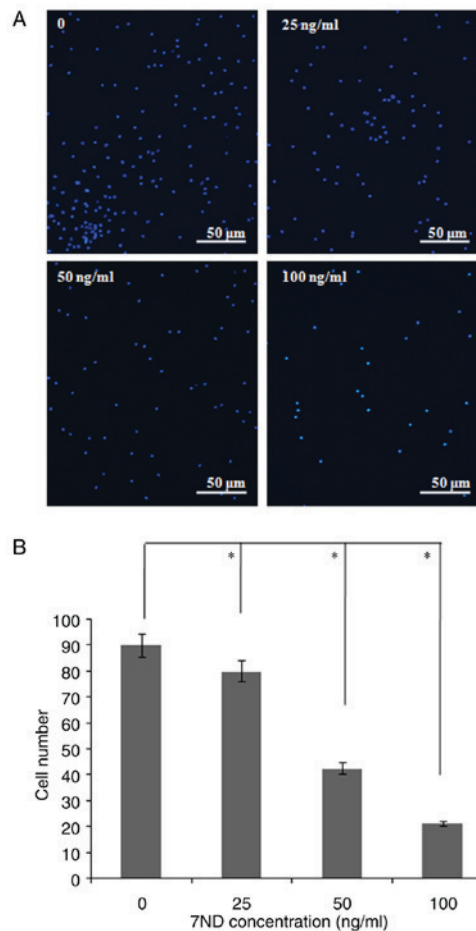 A
0
25 ng/ml
50 µm
50 µm
50 ng/ml
100 ng/ml
50 µm
50 µm
B
* * *
100
90
80
70
60
50
40
30
20
10
0
Cell number
0 25 50 100
7ND concentration (ng/ml)